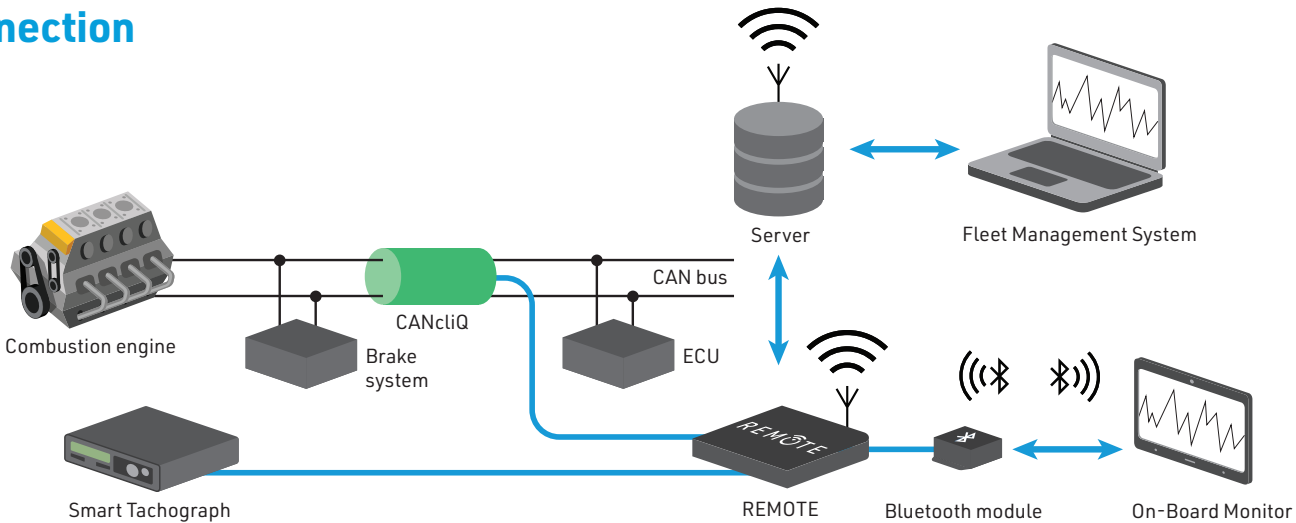 nnection
Server
Fleet Management System
CAN bus
CANcliQ
Combustion engine
Brake
system
ECU
REMOTE
Smart Tachograph
REMOTE
Bluetooth module
On-Board Monitor